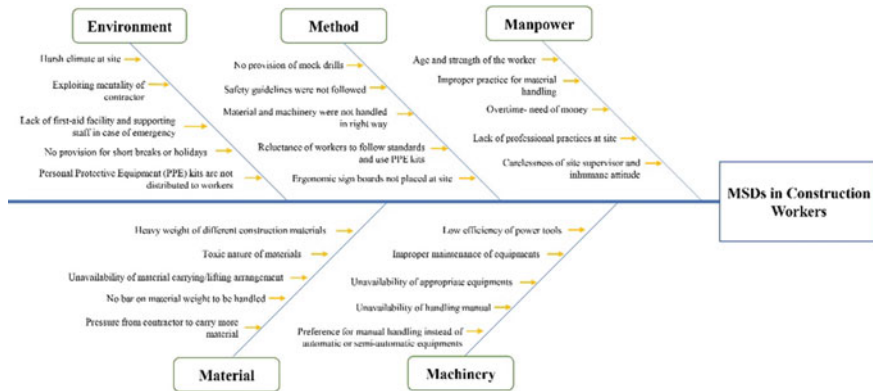 Environment
Method
Manpower
Harsh climate at site
Exploiting mentality of
contractor
Lack of first-aid facility and supporting
staff in case of emergency
No provision for short breaks or holidays
Personal Protective Equipment (PPE) kits are not
distributed to workers
No provision of mock drills
Safety guidelines were not followed
Material and machinery were not handled
in right way
Reluctance of workers to follow standards
and use PPE kits
Ergonomic sign boards not placed at site
Age and strength of the worker
Improper practice for material
handling
Overtime- need of money
Lack of professional practices at site
Carelessness of site supervisor and
inhumane attitude
MSDs in Construction
Workers
Heavy weight of different construction materials
Toxic nature of materials
Unavailability of material carrying/lifting arrangement
No bar on material weight to be handled
Pressure from contractor to carry more
material
Low efficiency of power tools
Improper maintenance of equipments
Unavailability of appropriate equipments
Unavailability of handling manual
Preference for manual handling instead of
automatic or semi-automatic equipments
Material
Machinery